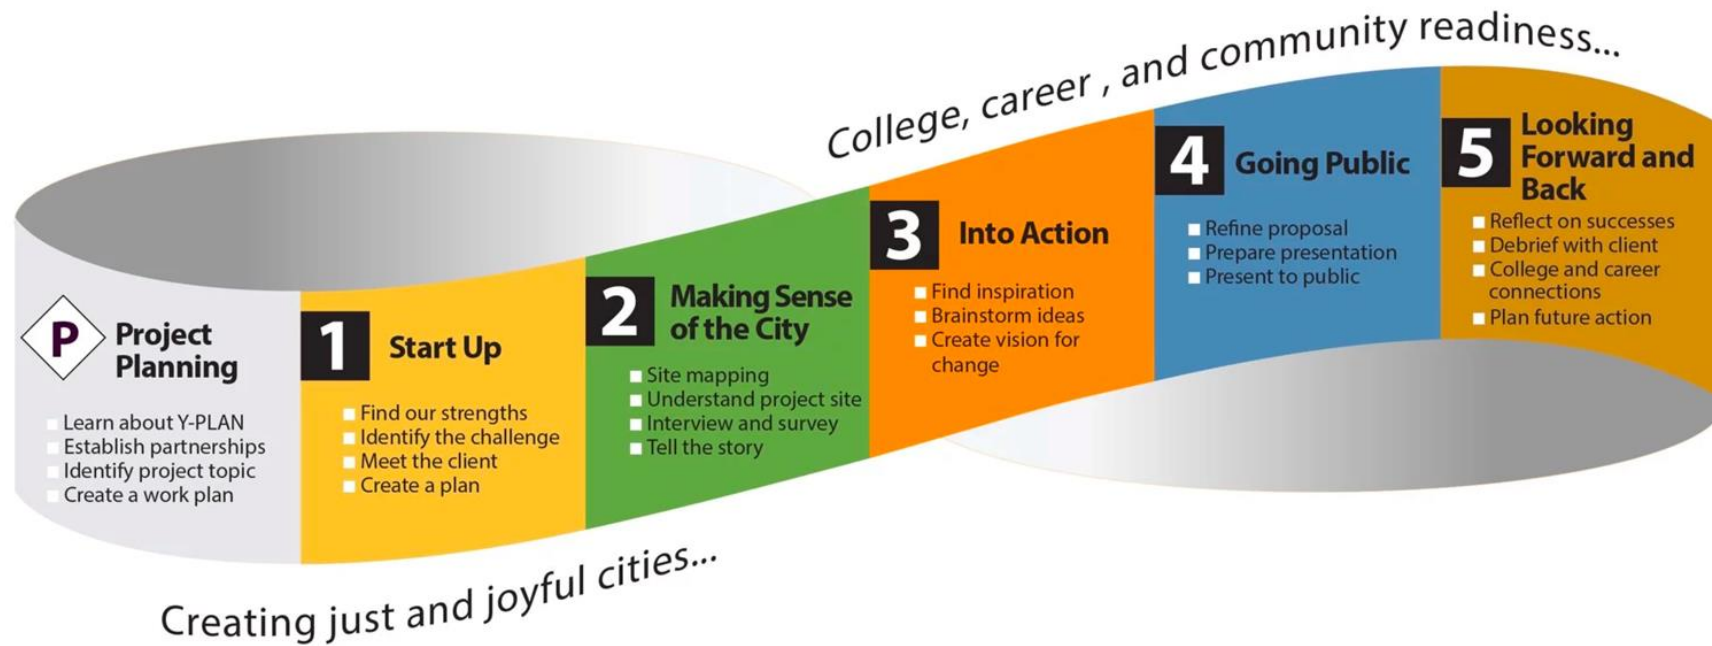 College, career , and community readiness...
P
Project
Planning
Learn about Y-PLAN
Establish partnerships
Identify project topic
Create a work plan
1
Start Up
Find our strengths
Identify the challenge
Meet the client
Create a plan
2
Making Sense
of the City
Site mapping
Understand project site
Interview and survey
Tell the story
3
Into Action
Find inspiration
Brainstorm ideas
Create vision for
change
4
Going Public
Refine proposal
Prepare presentation
Present to public
5
Looking
Forward and
Back
Reflect on successes
Debrief with client
College and career
connections
Plan future action
Creating just and joyful cities...